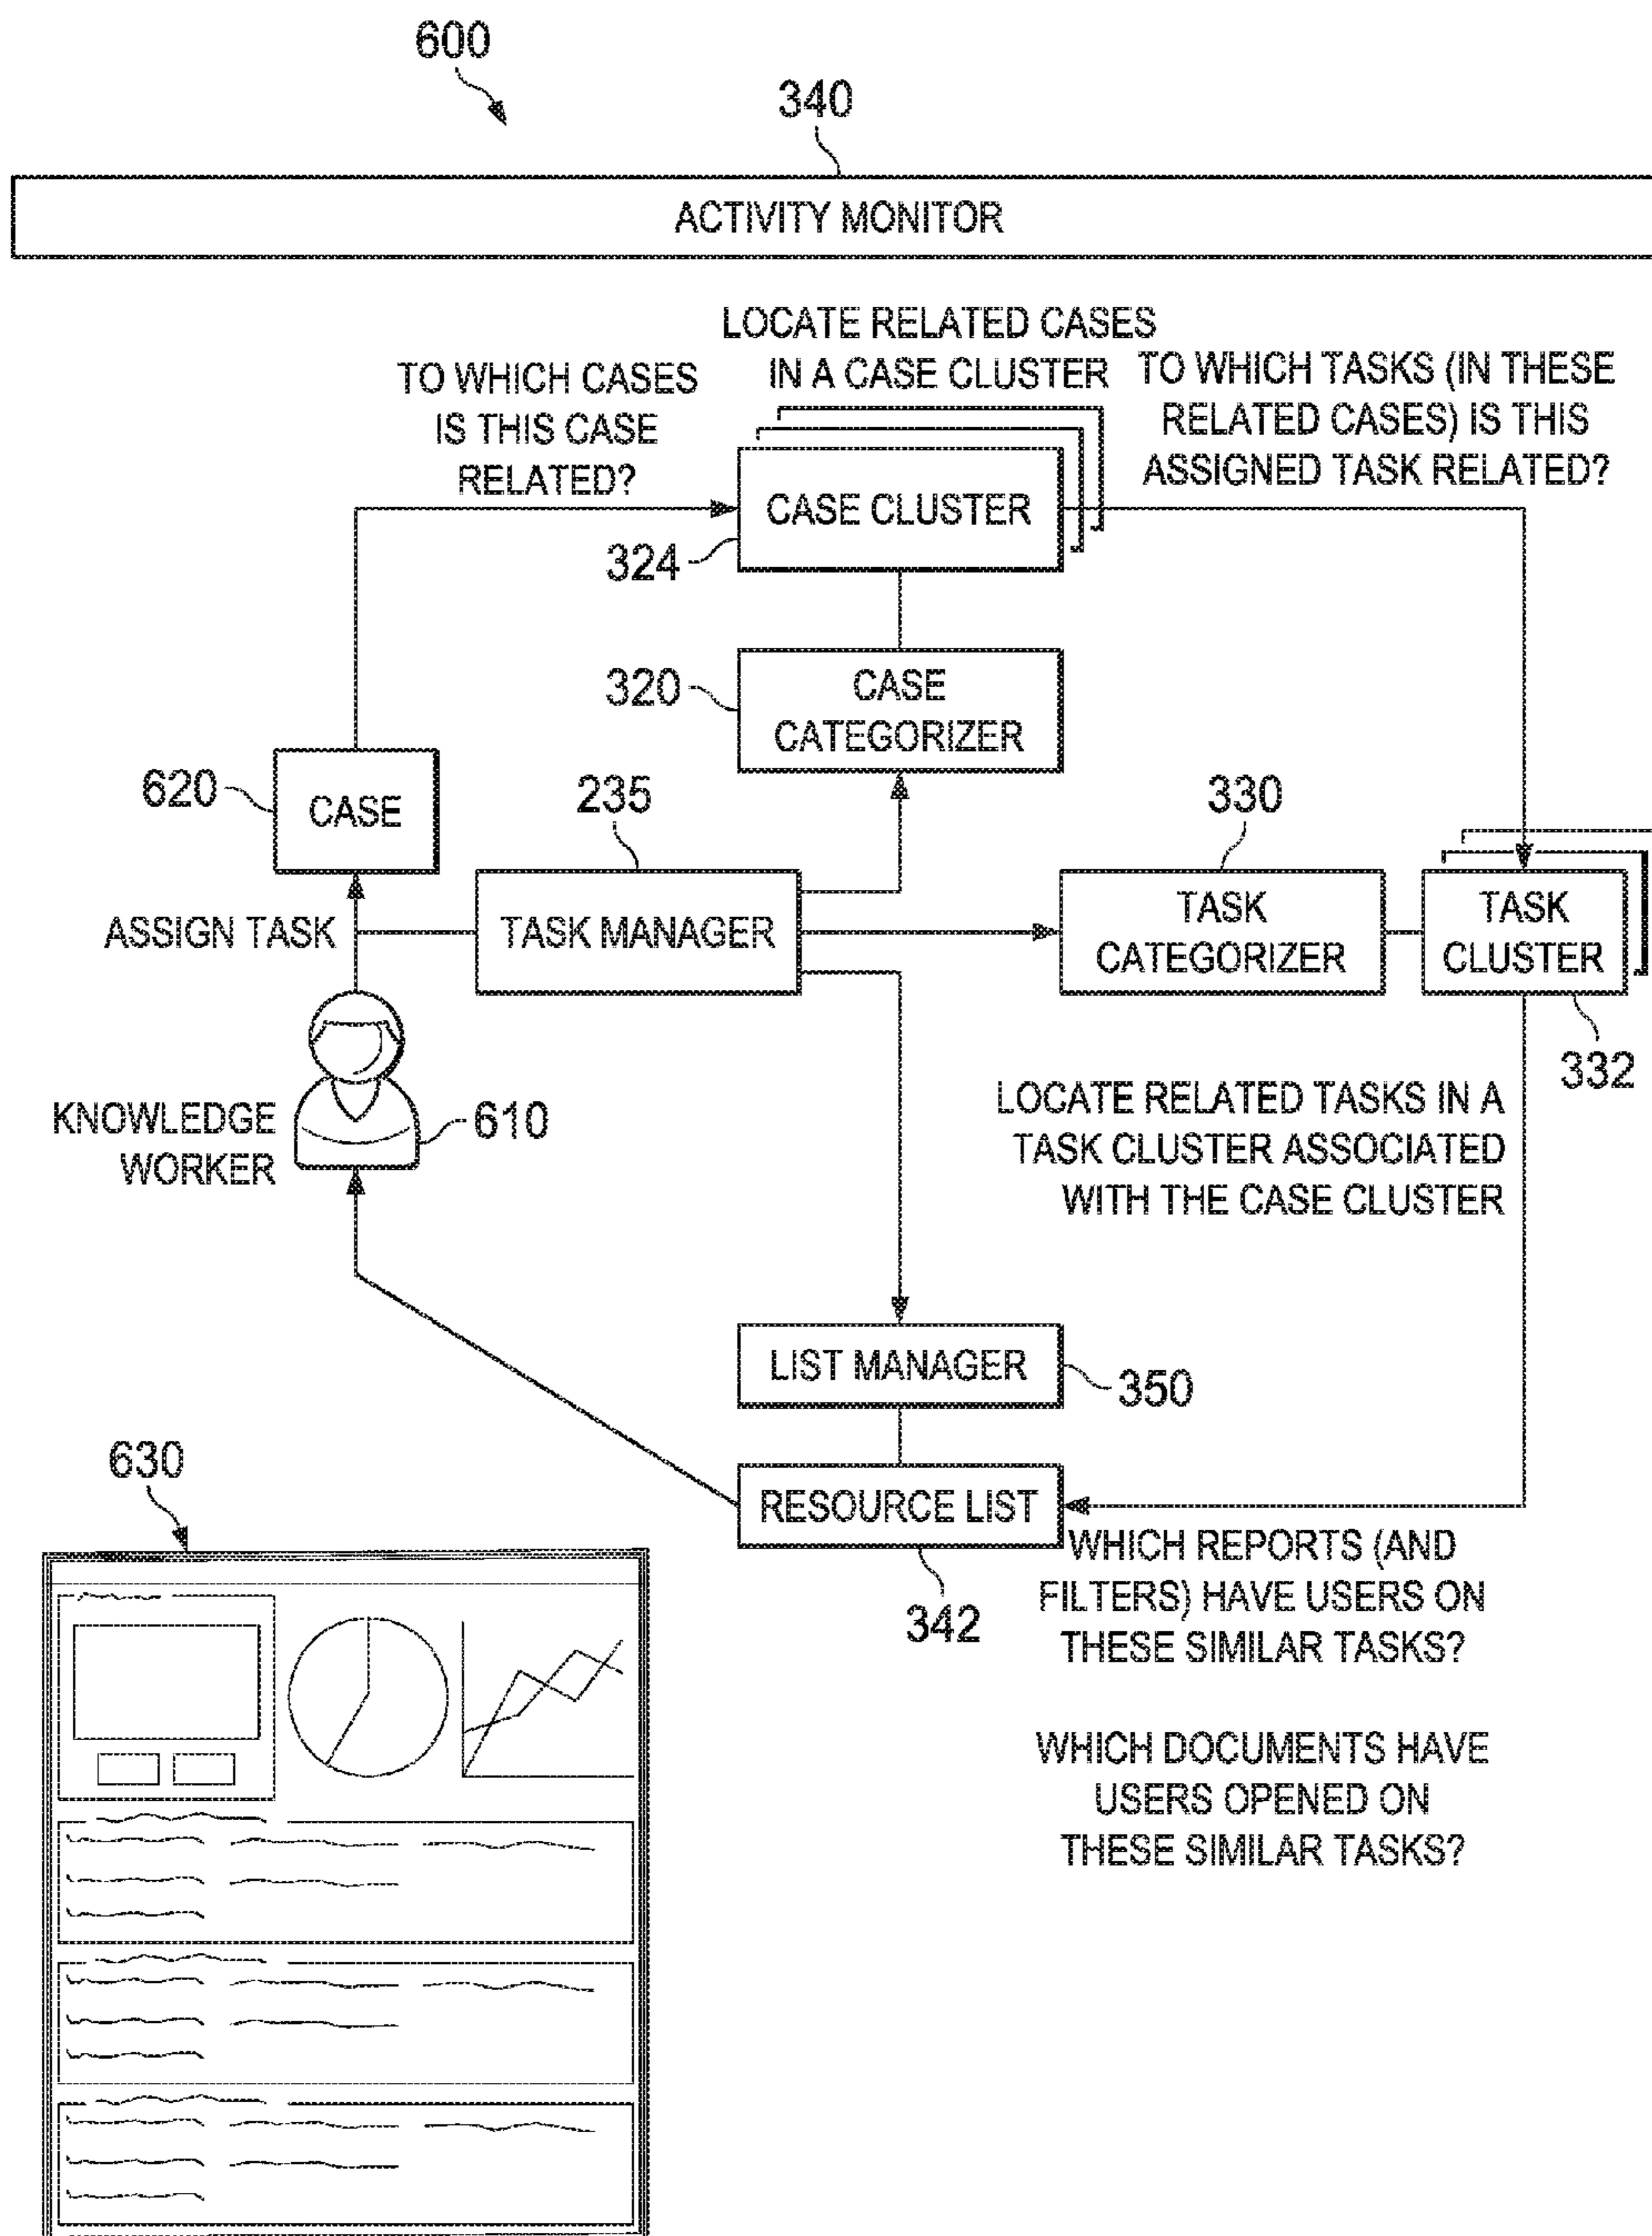 600
340
ACTIVITY MONITOR
LOCATE RELATED CASES
IN A CASE CLUSTER
TO WHICH CASES
IS THIS CASE
RELATED?
TO WHICH TASKS (IN THESE
RELATED CASES) IS THIS
ASSIGNED TASK RELATED?
CASE CLUSTER
324
320
CASE
CATEGORIZER
620
CASE
235
330
ASSIGN TASK
TASK MANAGER
TASK
CATEGORIZER
TASK
CLUSTER
332
KNOWLEDGE
WORKER
610
LOCATE RELATED TASKS IN A
TASK CLUSTER ASSOCIATED
WITH THE CASE CLUSTER
LIST MANAGER
350
630
RESOURCE LIST
342
WHICH REPORTS (AND
FILTERS) HAVE USERS ON
THESE SIMILAR TASKS?
WHICH DOCUMENTS HAVE
USERS OPENED ON
THESE SIMILAR TASKS?